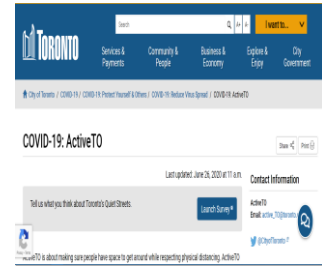 Search
A+ A-
I want to...
TORONTO
Services & Payments
Community & People
Business & Economy
Explore & Enjoy
City Government
City of Toronto / COVID-19 / COVID-19: Protect Yourself & Others / COVID-19: Reduce Virus Spread / COVID-19: ActiveTO
COVID-19: ActiveTO
Share Print
Last updated June 26, 2020 at 11 a.m.
Tell us what you think about Toronto's Quiet Streets.
Launch Survey
ActiveTO is about making sure people have space to get around while respecting physical distancing. ActiveTO
Contact Information
ActiveTO
Email: active_TO@toronto.
@CityofToronto